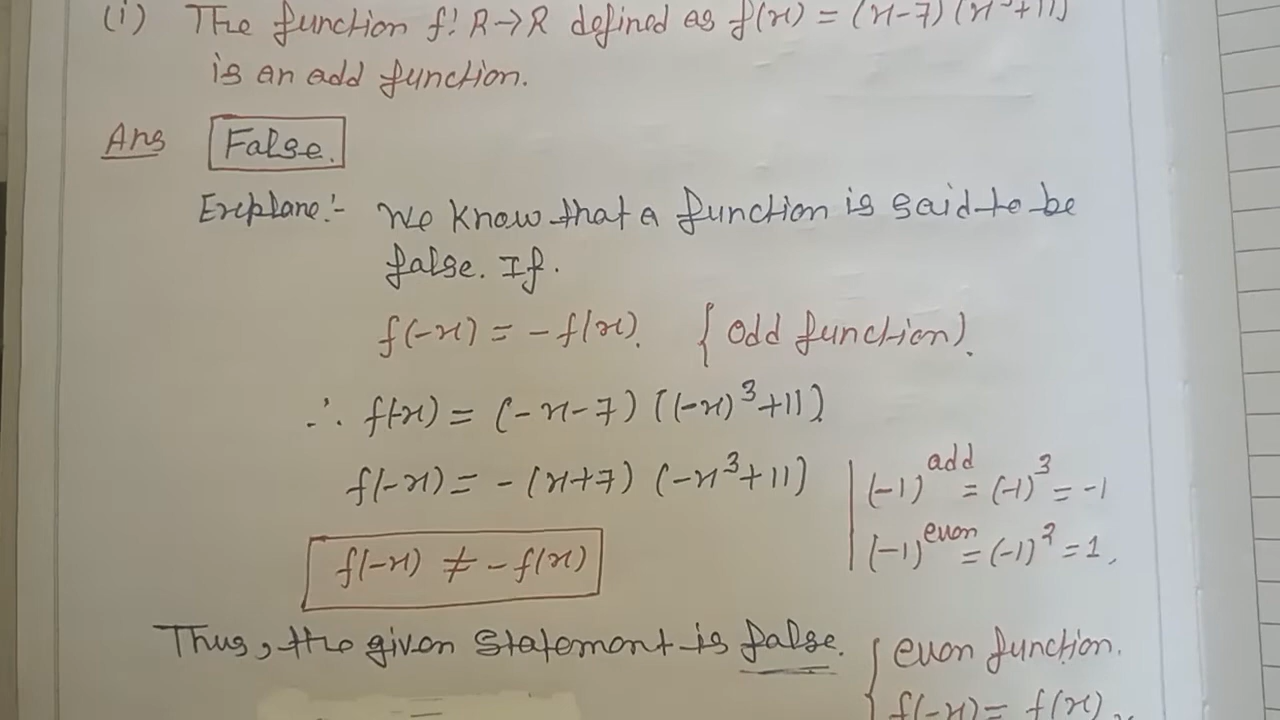 (i) The function f: R→R defined as f(x) = (x-7) (x³+11)
is an add function.
Ans False.
Explane:- We know that a function is said to be
false. If.
f(-x) = - f(x). { odd function).
∴ f(-x) = (-x-7) ((-x)³+11)
f(-x) = - (x+7) (-x³+11)
(-1)^add = (-1)³ = -1
(-1)^even = (-1)² = 1,
f(-x) ≠ - f(x)
Thus, the given statement is false.
{ even function.
f(-x) = f(x)